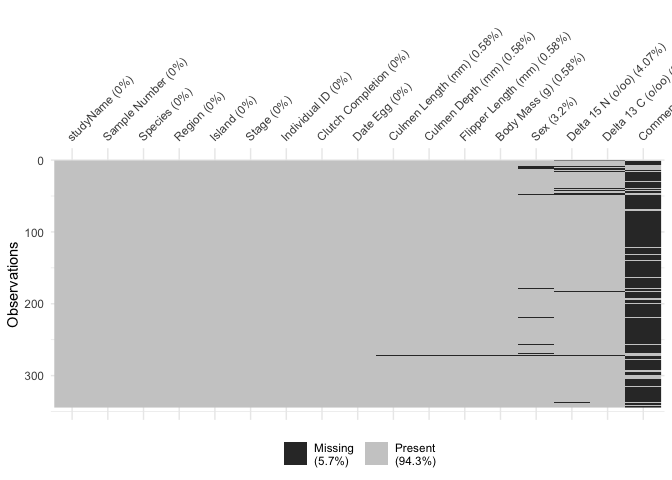 studyName (0%)
Sample Number (0%)
Species (0%)
Region (0%)
Island (0%)
Stage (0%)
Individual ID (0%)
Clutch Completion (0%)
Date Egg (0%)
Culmen Length (mm) (0.58%)
Culmen Depth (mm) (0.58%)
Flipper Length (mm) (0.58%)
Body Mass (g) (0.58%)
Sex (3.2%)
Delta 15 N (o/oo) (4.07%)
Delta 13 C (o/oo)
0
100
200
300
Observations
Missing
(5.7%)
Present
(94.3%)